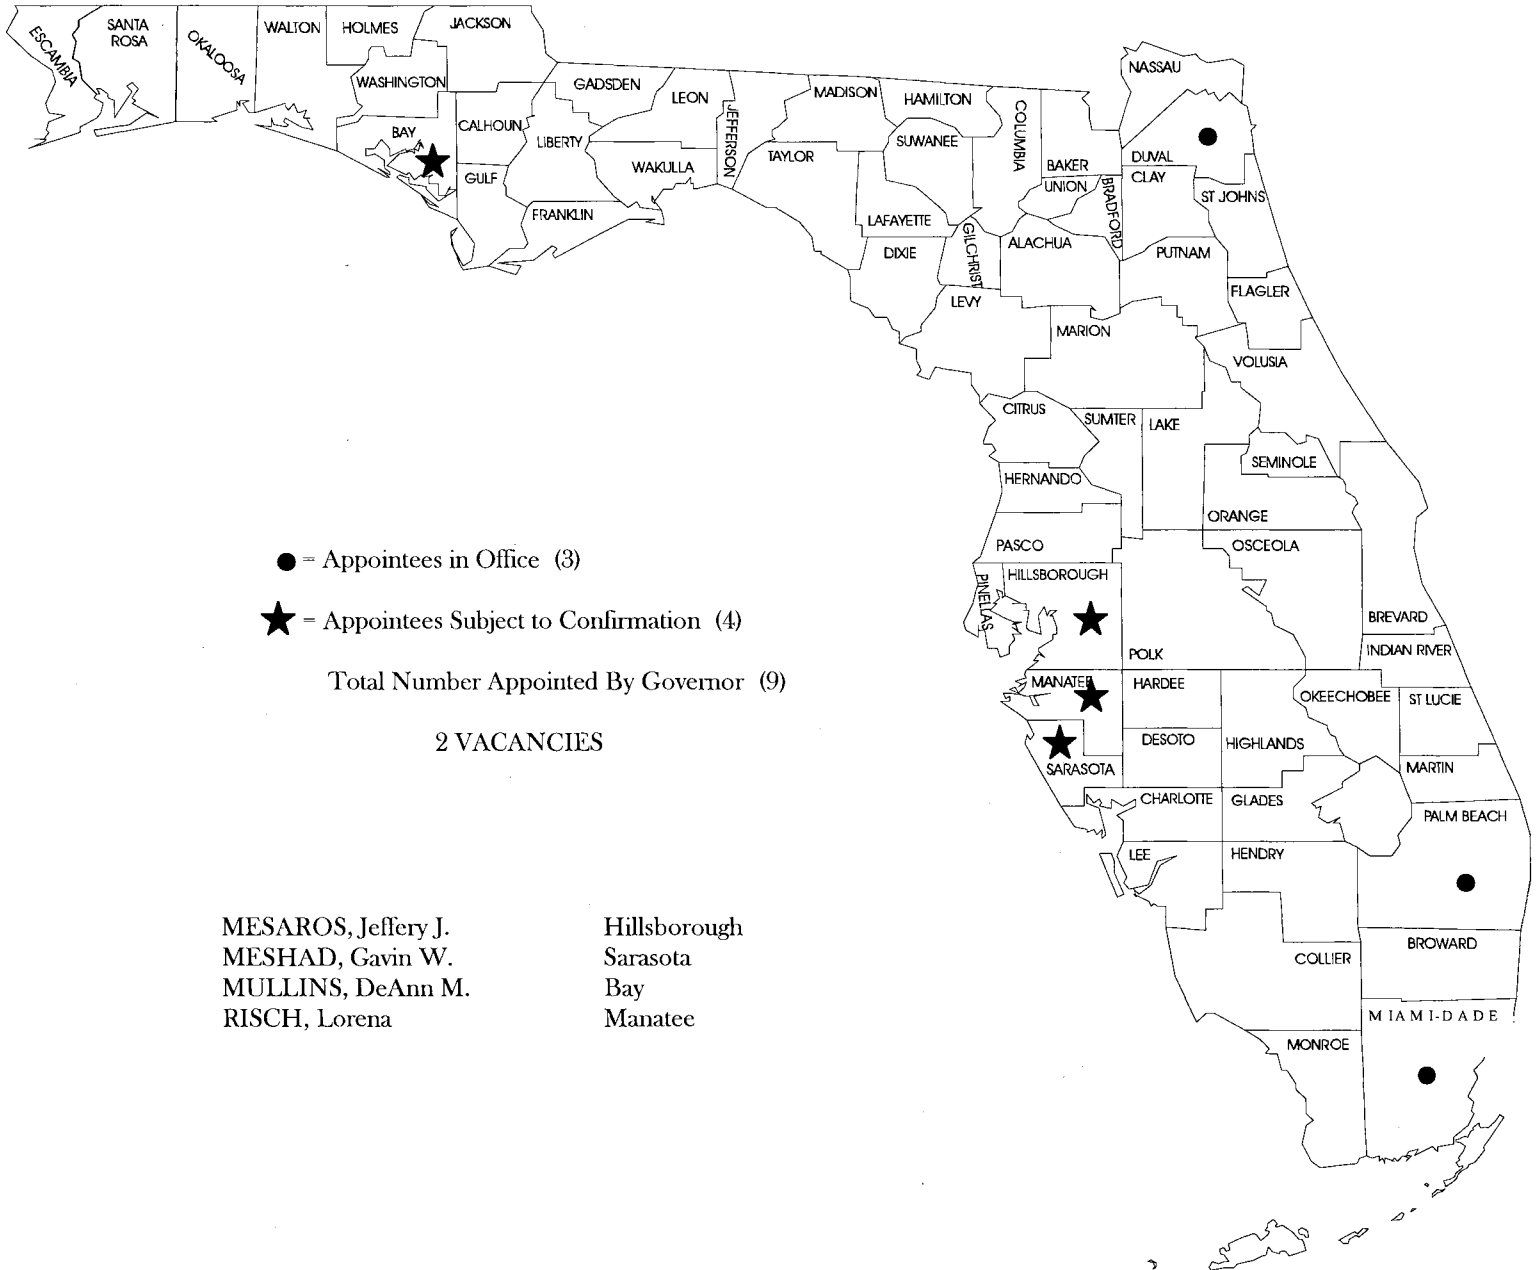 ESCAMBIA
SANTA
ROSA
OKALOOSA
WALTON
HOLMES
JACKSON
WASHINGTON
BAY
CALHOUN
GULF
LIBERTY
GADSDEN
FRANKLIN
LEON
WAKULLA
JEFFERSON
TAYLOR
MADISON
HAMILTON
SUWANEE
LAFAYETTE
DIXIE
COLUMBIA
GILCHRIST
LEVY
BAKER
UNION
BRADFORD
ALACHUA
NASSAU
DUVAL
CLAY
ST JOHNS
PUTNAM
FLAGLER
MARION
VOLUSIA
CITRUS
SUMTER
LAKE
SEMINOLE
HERNANDO
ORANGE
PASCO
OSCEOLA
HILLSBOROUGH
PINELLAS
BREVARD
INDIAN RIVER
POLK
MANATEE
HARDEE
OKEECHOBEE
ST LUCIE
DESOTO
HIGHLANDS
SARASOTA
MARTIN
CHARLOTTE
GLADES
PALM BEACH
LEE
HENDRY
BROWARD
COLLIER
MIAMI-DADE
MONROE
= Appointees in Office (3)
= Appointees Subject to Confirmation (4)
Total Number Appointed By Governor (9)
2 VACANCIES
MESAROS, Jeffery J. Hillsborough
MESHAD, Gavin W. Sarasota
MULLINS, DeAnn M. Bay
RISCH, Lorena Manatee